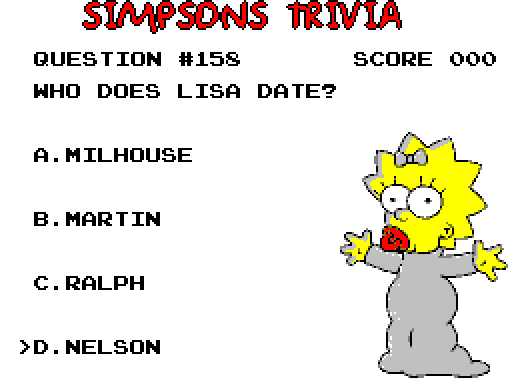 SIMPSONS TRIVIA
QUESTION #158 SCORE 000
WHO DOES LISA DATE?
A.MILHOUSE
B.MARTIN
C.RALPH
>D.NELSON